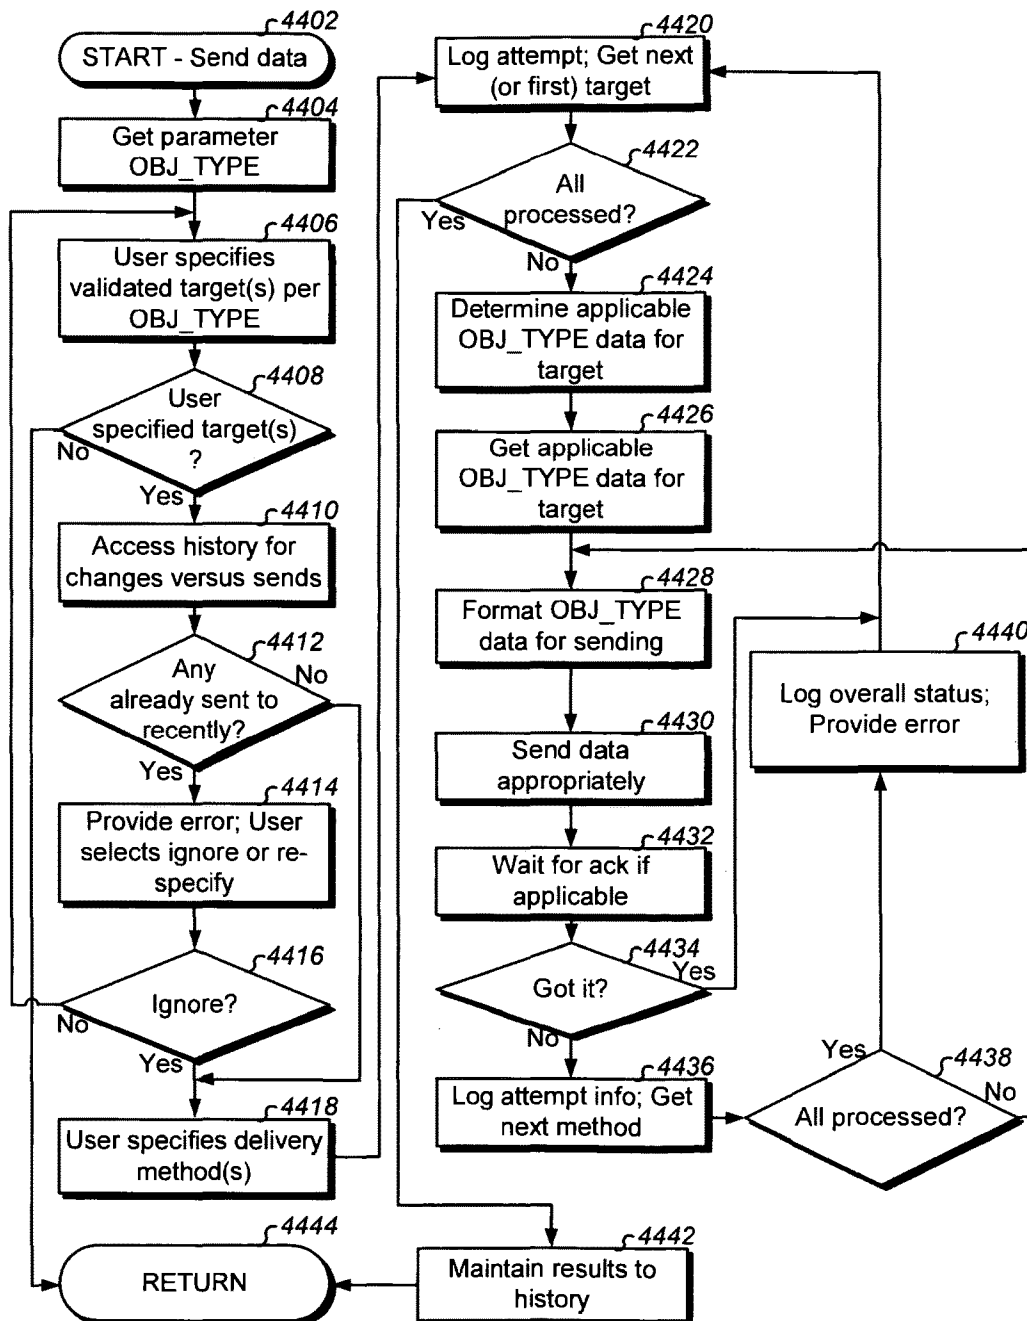 4402
START - Send data
4404
Get parameter
OBJ_TYPE
4406
User specifies
validated target(s) per
OBJ_TYPE
4408
User
specified target(s)
?
No
Yes
4410
Access history for
changes versus sends
4412
Any
already sent to
recently?
No
Yes
4414
Provide error; User
selects ignore or re-
specify
4416
Ignore?
No
Yes
4418
User specifies delivery
method(s)
4444
RETURN
4420
Log attempt; Get next
(or first) target
4422
All
processed?
Yes
No
4424
Determine applicable
OBJ_TYPE data for
target
4426
Get applicable
OBJ_TYPE data for
target
4428
Format OBJ_TYPE
data for sending
4430
Send data
appropriately
4432
Wait for ack if
applicable
4434
Got it?
Yes
No
4436
Log attempt info; Get
next method
4438
All processed?
Yes
No
4440
Log overall status;
Provide error
4442
Maintain results to
history